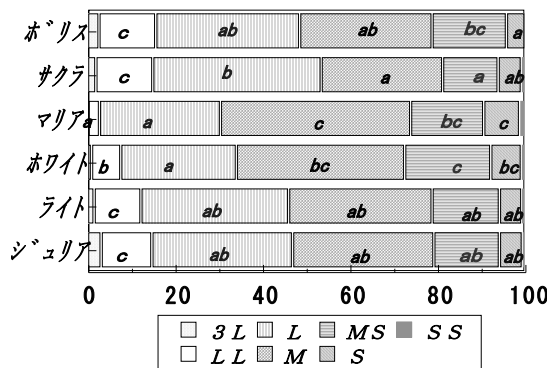 ボリス c ab ab bc a
サクラ c b a a ab
マリア a a c bc c
ホワイト b a bc c bc
ライト c ab ab ab ab
ジュリア c ab ab ab ab
0 20 40 60 80 100
3L L MS SS
LL M S